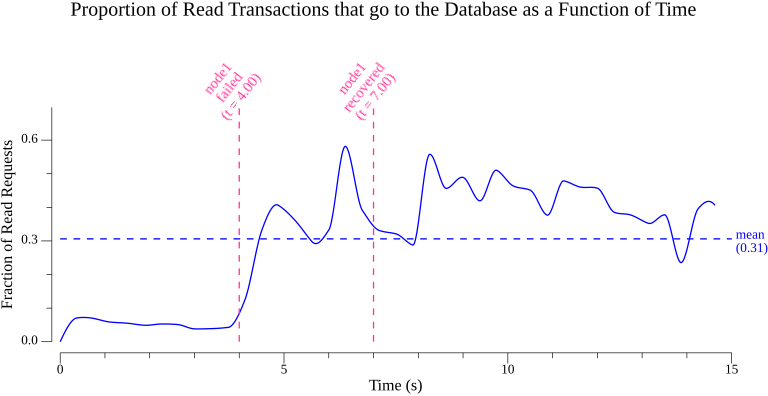 Proportion of Read Transactions that go to the Database as a Function of Time
node1
failed
(t = 4.00)
node1
recovered
(t = 7.00)
Fraction of Read Requests
0.6
0.3
0.0
mean
(0.31)
0
5
10
15
Time (s)